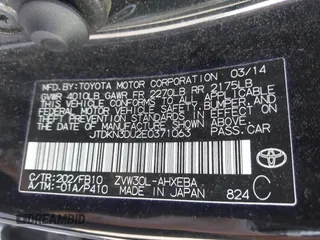 MFD. BY: TOYOTA MOTOR CORPORATION 03/14
GVWR 4010LB GAWR FR 2270LB RR 2175LB
THIS VEHICLE CONFORMS TO ALL APPLICABLE
FEDERAL MOTOR VEHICLE SAFETY, BUMPER, AND
THEFT PREVENTION STANDARDS IN EFFECT ON
THE DATE OF MANUFACTURE SHOWN ABOVE.
JTDKN3DU2E0371063
C/TR: 202/FB10 ZVW30L-AHXEBA
A/TM: -01A/P410 MADE IN JAPAN 824 C
TOYOTA
© DREAMBID